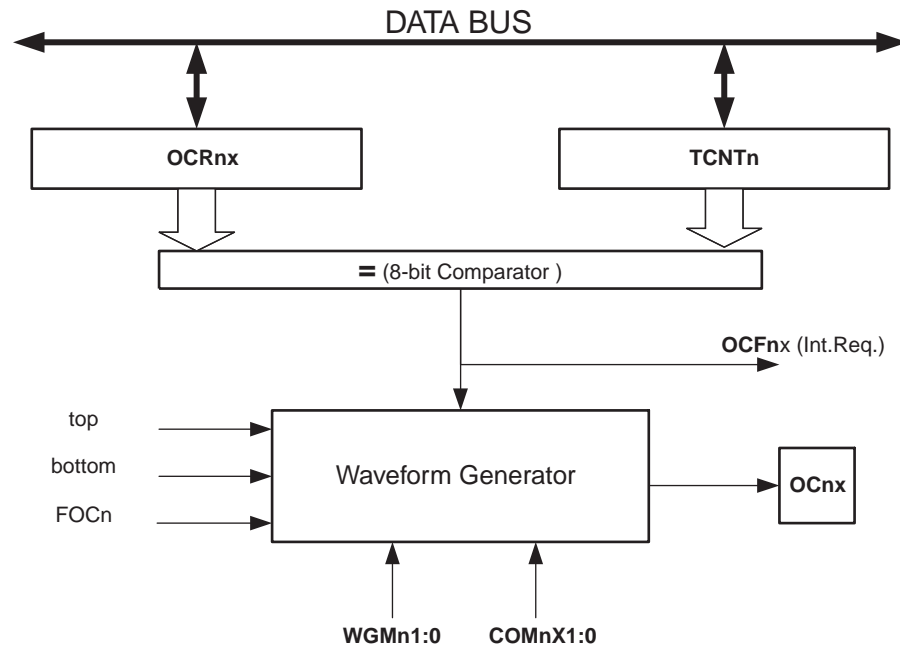 DATA BUS
OCRnx
TCNTn
= (8-bit Comparator )
OCFnx (Int.Req.)
top
bottom
FOCn
Waveform Generator
OCnx
WGMn1:0
COMnX1:0